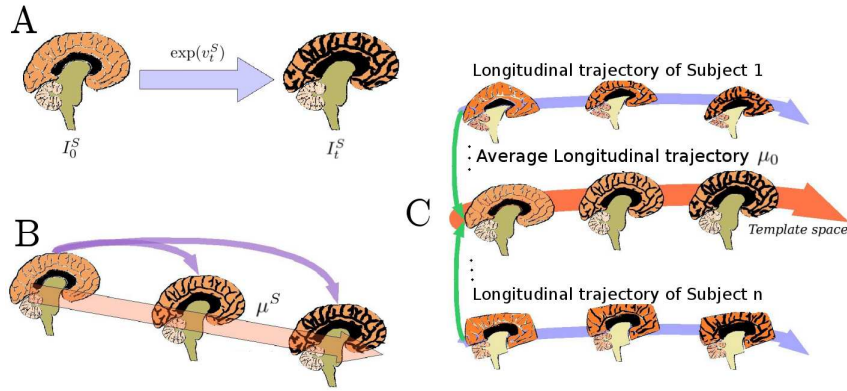 A
exp(v_t^S)
I_0^S
I_t^S
B
μ^S
C
Longitudinal trajectory of Subject 1
Average Longitudinal trajectory μ_0
Template space
Longitudinal trajectory of Subject n